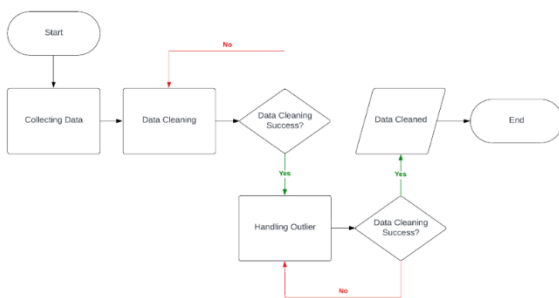 Start
No
Collecting Data
Data Cleaning
Data Cleaning
Success?
Data Cleaned
End
Yes
Yes
Handling Outlier
Data Cleaning
Success?
No